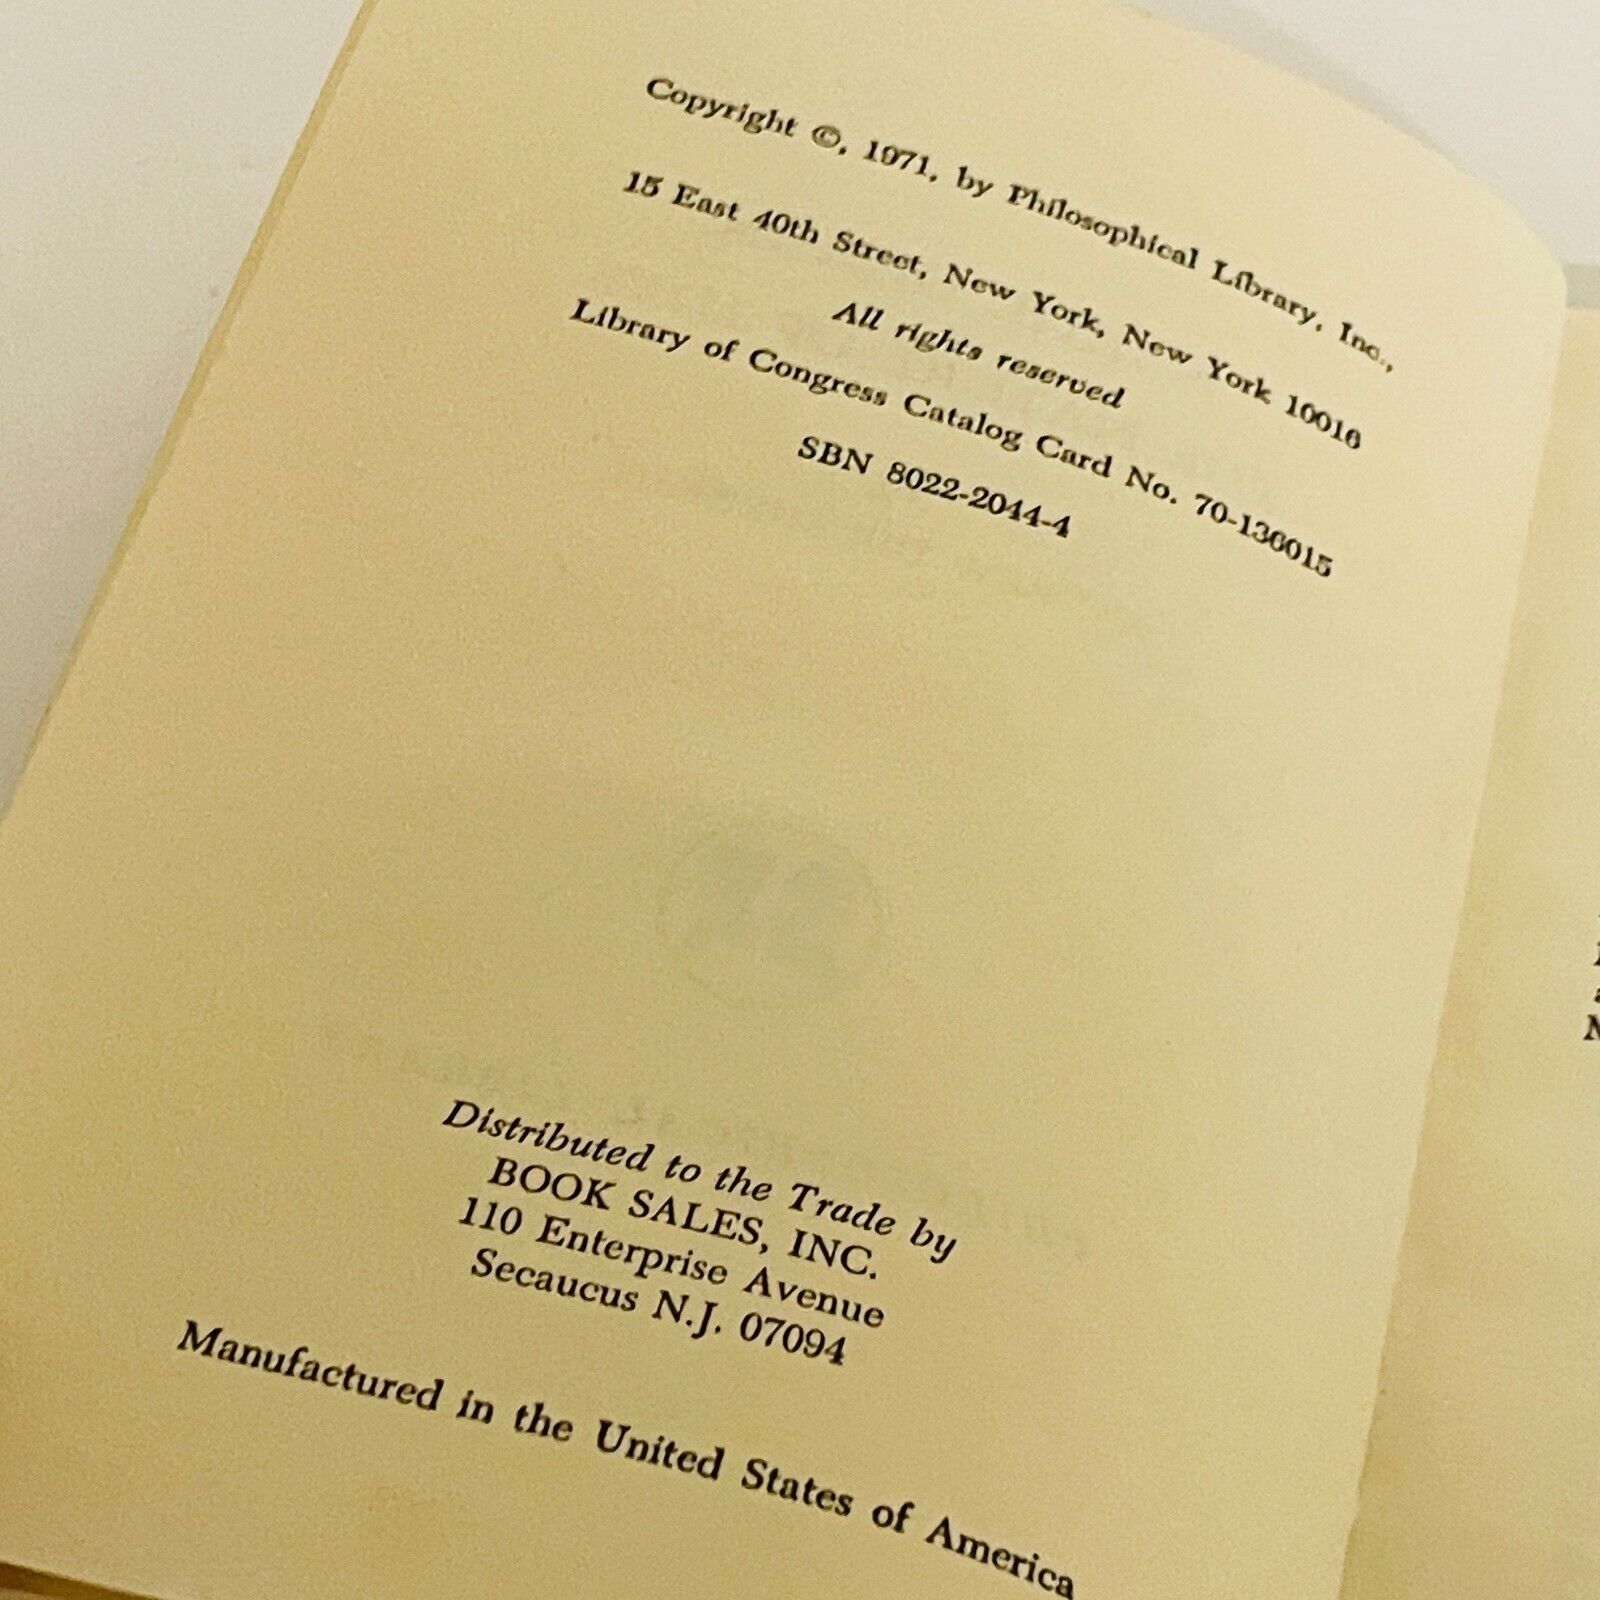 Copyright ©, 1971, by Philosophical Library, Inc.,
15 East 40th Street, New York, New York 10016
All rights reserved
Library of Congress Catalog Card No. 70-136015
SBN 8022-2044-4
Distributed to the Trade by
BOOK SALES, INC.
110 Enterprise Avenue
Secaucus N.J. 07094
Manufactured in the United States of America